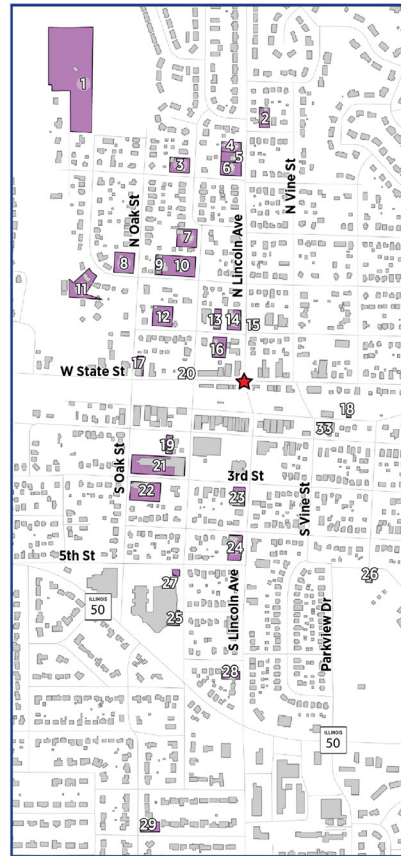 1
2
4
5
3
6
N Oak St
N Lincoln Ave
N Vine St
7
8
9
10
11
12
13
14
15
16
17
W State St
20
18
33
19
21
S Oak St
3rd St
22
23
S Vine St
24
5th St
27
26
ILLINOIS
50
25
S Lincoln Ave
Parkview Dr
28
ILLINOIS
50
29